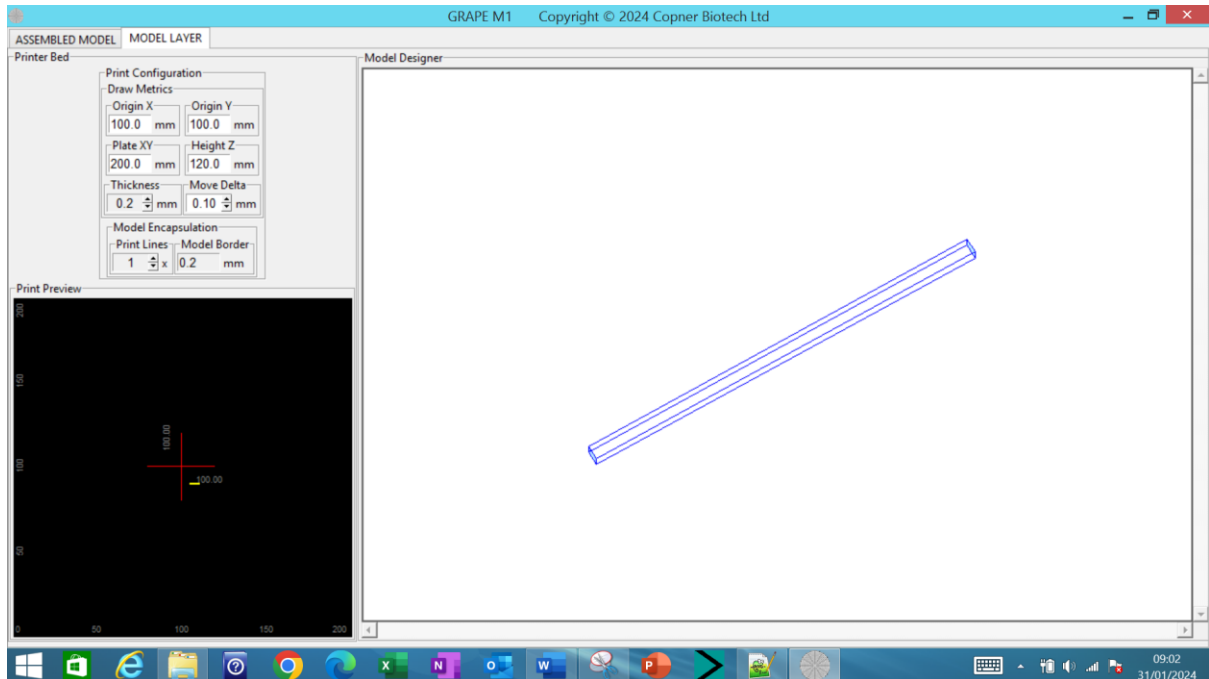 GRAPE M1 Copyright © 2024 Copner Biotech Ltd
ASSEMBLED MODEL MODEL LAYER
Printer Bed
Print Configuration
Draw Metrics
Origin X Origin Y
100.0 mm 100.0 mm
Plate XY Height Z
200.0 mm 120.0 mm
Thickness Move Delta
0.2 mm 0.10 mm
Model Encapsulation
Print Lines Model Border
1 x 0.2 mm
Print Preview
200
150
100
50
100.00
100.00
0 50 100 150 200
Model Designer
09:02
31/01/2024